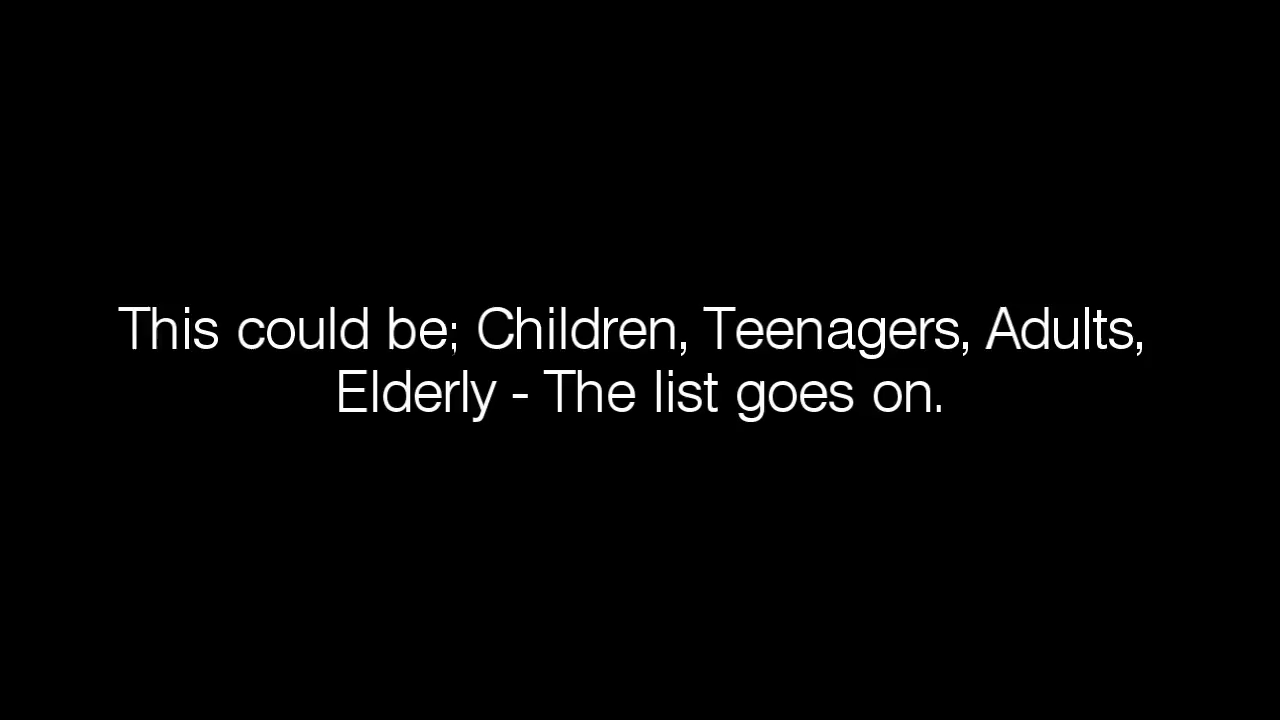 This could be; Children, Teenagers, Adults,
Elderly - The list goes on.